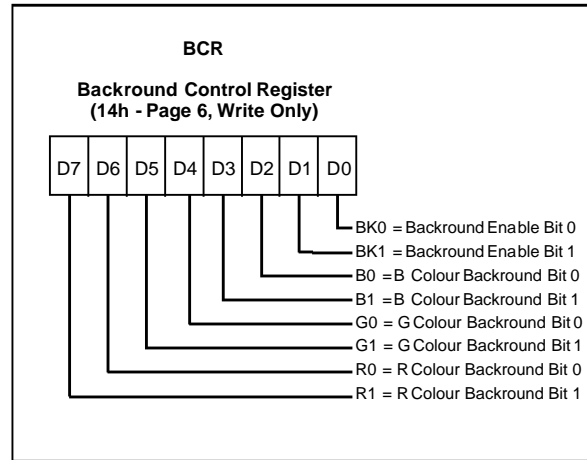 BCR
Backround Control Register
(14h - Page 6, Write Only)
D7 D6 D5 D4 D3 D2 D1 D0
BK0 = Backround Enable Bit 0
BK1 = Backround Enable Bit 1
B0 = B Colour Backround Bit 0
B1 = B Colour Backround Bit 1
G0 = G Colour Backround Bit 0
G1 = G Colour Backround Bit 1
R0 = R Colour Backround Bit 0
R1 = R Colour Backround Bit 1